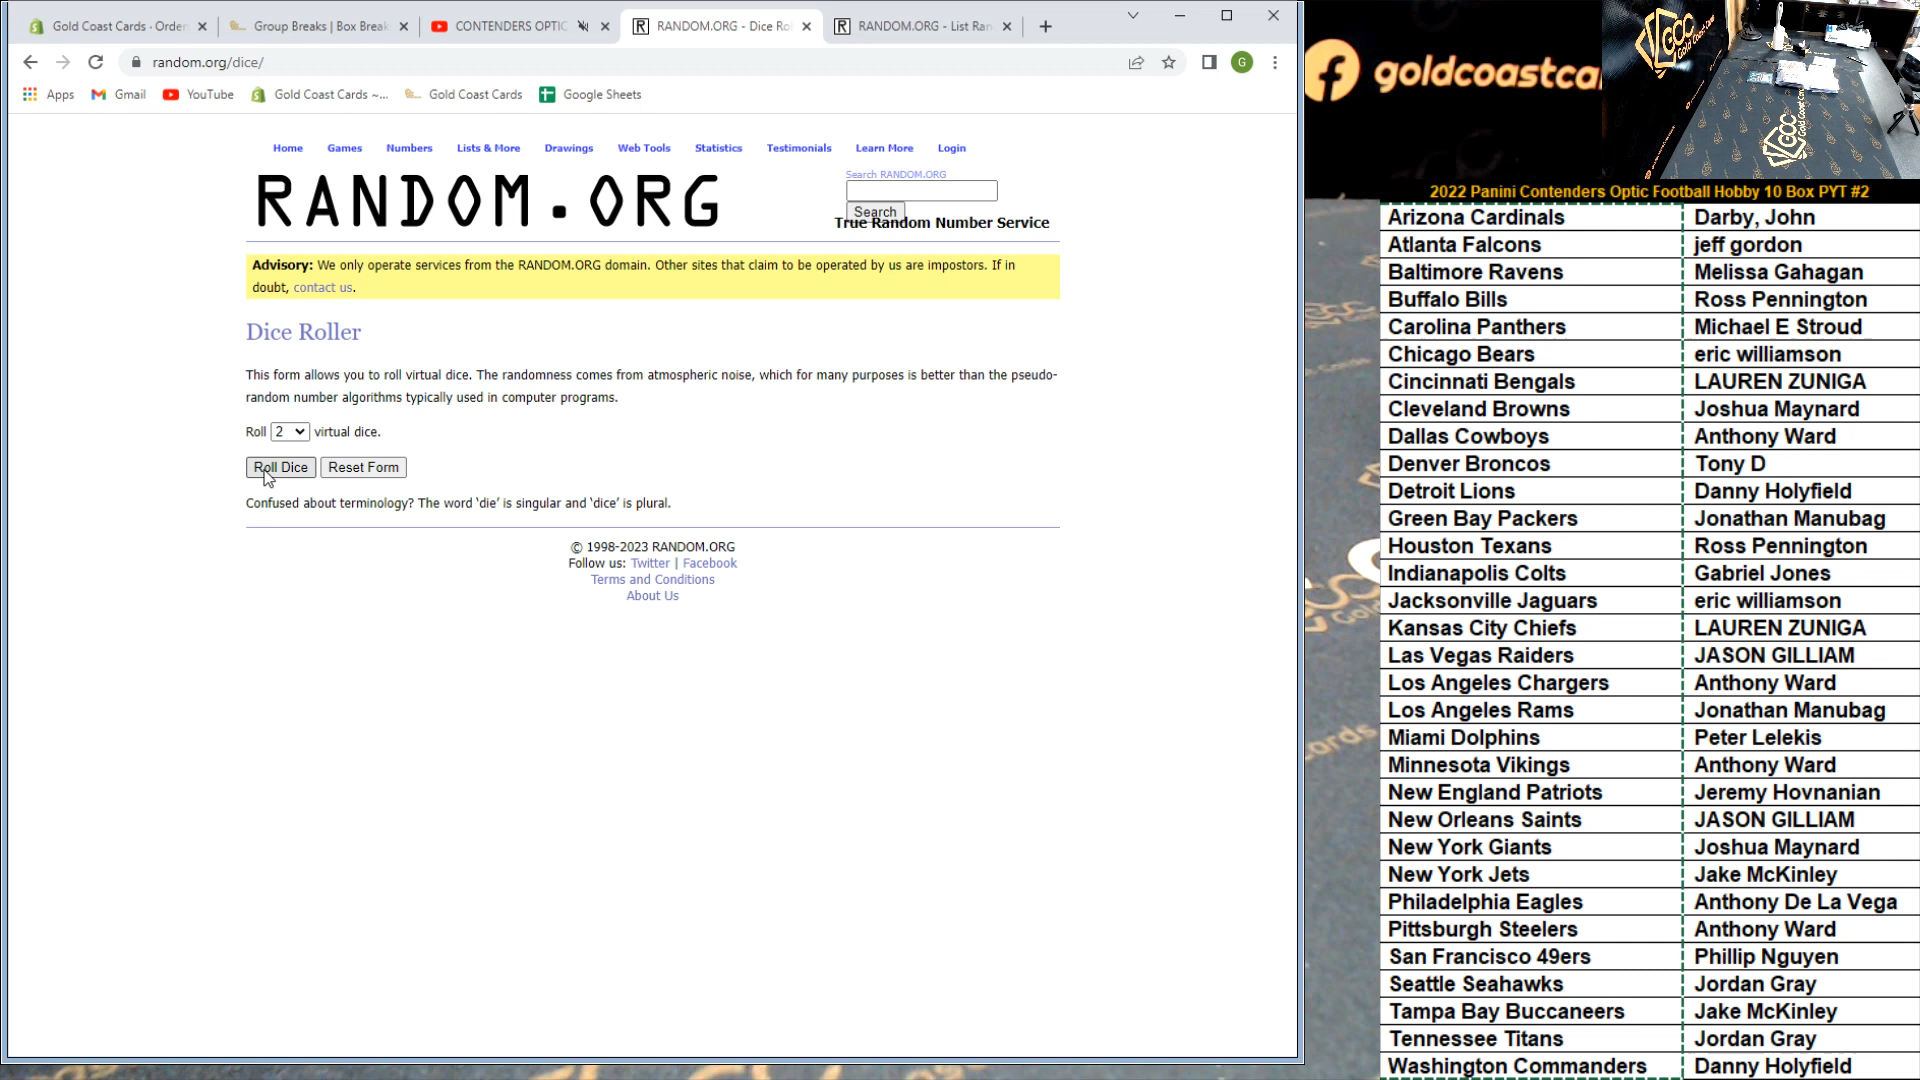 Gold Coast Cards · Order
Group Breaks | Box Break
CONTENDERS OPTIC
RANDOM.ORG - Dice Ro
RANDOM.ORG - List Ran
random.org/dice/
G
Apps
Gmail
YouTube
Gold Coast Cards ~...
Gold Coast Cards
Google Sheets
Home
Games
Numbers
Lists & More
Drawings
Web Tools
Statistics
Testimonials
Learn More
Login
RANDOM.ORG
Search RANDOM.ORG
Search
True Random Number Service
Advisory: We only operate services from the RANDOM.ORG domain. Other sites that claim to be operated by us are impostors. If in
doubt, contact us.
Dice Roller
This form allows you to roll virtual dice. The randomness comes from atmospheric noise, which for many purposes is better than the pseudo-
random number algorithms typically used in computer programs.
Roll 2 virtual dice.
Roll Dice Reset Form
Confused about terminology? The word ‘die’ is singular and ‘dice’ is plural.
© 1998-2023 RANDOM.ORG
Follow us: Twitter | Facebook
Terms and Conditions
About Us
goldcoastca
GCC
Gold Coast Cards
2022 Panini Contenders Optic Football Hobby 10 Box PYT #2
Arizona Cardinals Darby, John
Atlanta Falcons jeff gordon
Baltimore Ravens Melissa Gahagan
Buffalo Bills Ross Pennington
Carolina Panthers Michael E Stroud
Chicago Bears eric williamson
Cincinnati Bengals LAUREN ZUNIGA
Cleveland Browns Joshua Maynard
Dallas Cowboys Anthony Ward
Denver Broncos Tony D
Detroit Lions Danny Holyfield
Green Bay Packers Jonathan Manubag
Houston Texans Ross Pennington
Indianapolis Colts Gabriel Jones
Jacksonville Jaguars eric williamson
Kansas City Chiefs LAUREN ZUNIGA
Las Vegas Raiders JASON GILLIAM
Los Angeles Chargers Anthony Ward
Los Angeles Rams Jonathan Manubag
Miami Dolphins Peter Lelekis
Minnesota Vikings Anthony Ward
New England Patriots Jeremy Hovnanian
New Orleans Saints JASON GILLIAM
New York Giants Joshua Maynard
New York Jets Jake McKinley
Philadelphia Eagles Anthony De La Vega
Pittsburgh Steelers Anthony Ward
San Francisco 49ers Phillip Nguyen
Seattle Seahawks Jordan Gray
Tampa Bay Buccaneers Jake McKinley
Tennessee Titans Jordan Gray
Washington Commanders Danny Holyfield